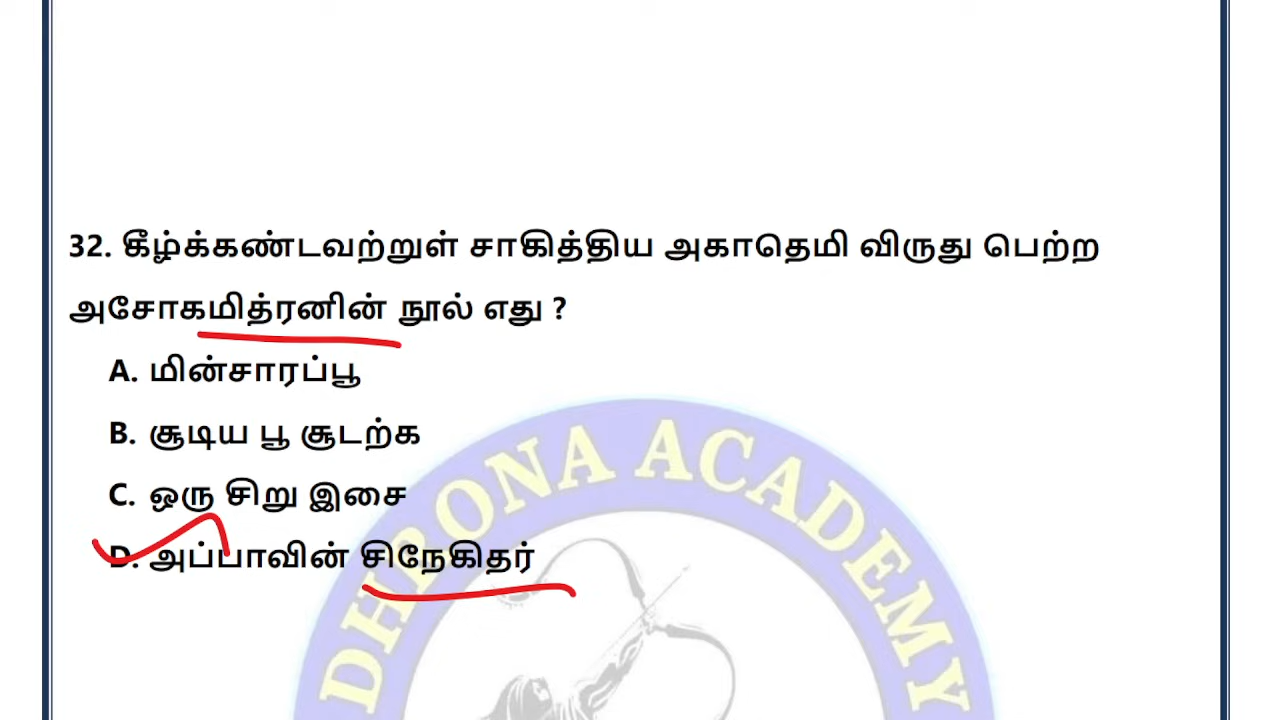 32. கீழ்க்கண்டவற்றுள் சாகித்திய அகாதெமி விருது பெற்ற
அசோகமித்ரனின் நூல் எது ?
A. மின்சாரப்பூ
B. சூடிய பூ சூடற்க
C. ஒரு சிறு இசை
D. அப்பாவின் சிநேகிதர்
DHRONA ACADEMY